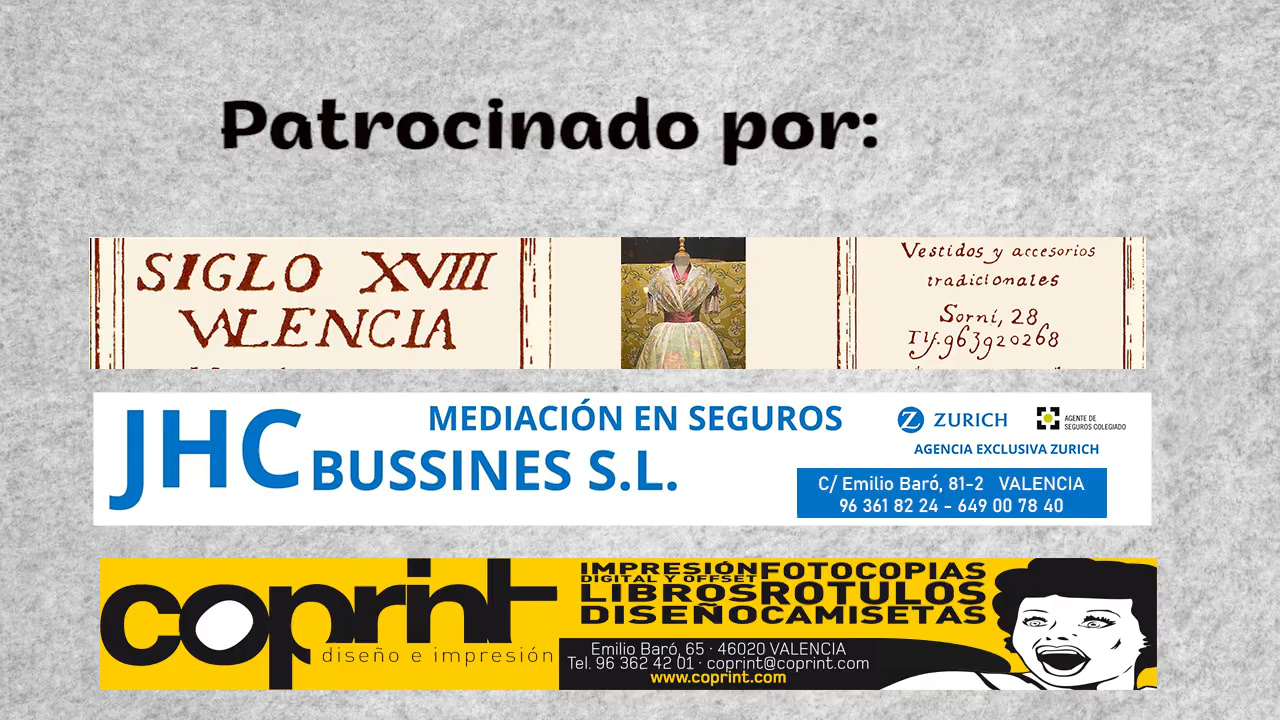 Patrocinado por:
SIGLO XVIII
VALENCIA
Vestidos y accesorios
tradicionales
Sorní, 28
Tlf.963920268
JHC
BUSSINES S.L.
MEDIACIÓN EN SEGUROS
ZURICH
AGENTE DE
SEGUROS COLEGIADO
AGENCIA EXCLUSIVA ZURICH
C/ Emilio Baró, 81-2 VALENCIA
96 361 82 24 - 649 00 78 40
coprint
diseño e impresión
IMPRESIÓN
DIGITAL Y OFFSET
FOTOCOPIAS
LIBROS ROTULOS
DISEÑO CAMISETAS
Emilio Baró, 65 · 46020 VALENCIA
Tel. 96 362 42 01 · coprint@coprint.com
www.coprint.com